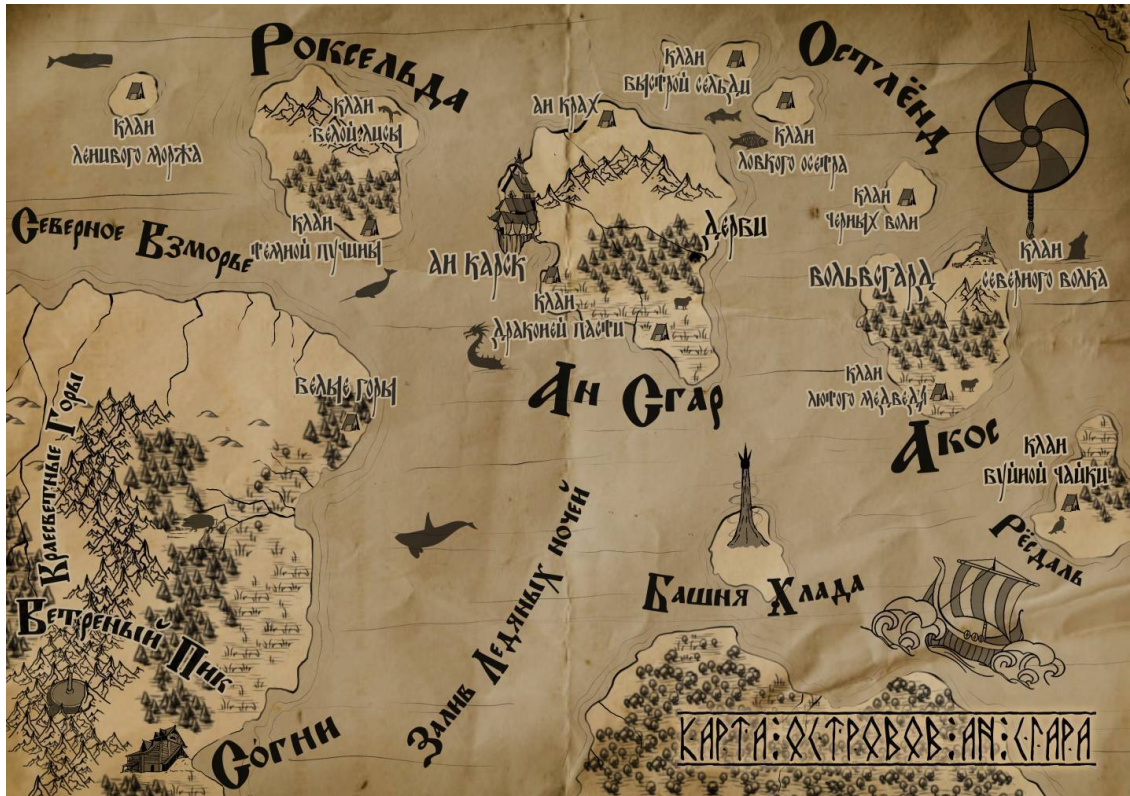 Роксельда
Остлёнд
клан
ленивого моржа
клан
белой лисы
ан крах
клан
быстрой сельди
клан
ловкого осетра
клан
черных волн
Северное Взморье
клан
темной пучины
ан карск
дерви
клан
драконей пасти
вольвсгард
клан
северного волка
клан
лютого медведя
Ан Сгар
Акос
белые горы
Краесветные Горы
клан
буйной чайки
Рёсдаль
Залив Ледяных ночей
Башня Хлада
Ветреный Пик
Согни
КАРТА:ОСТРОВОВ:АН:СГАРА